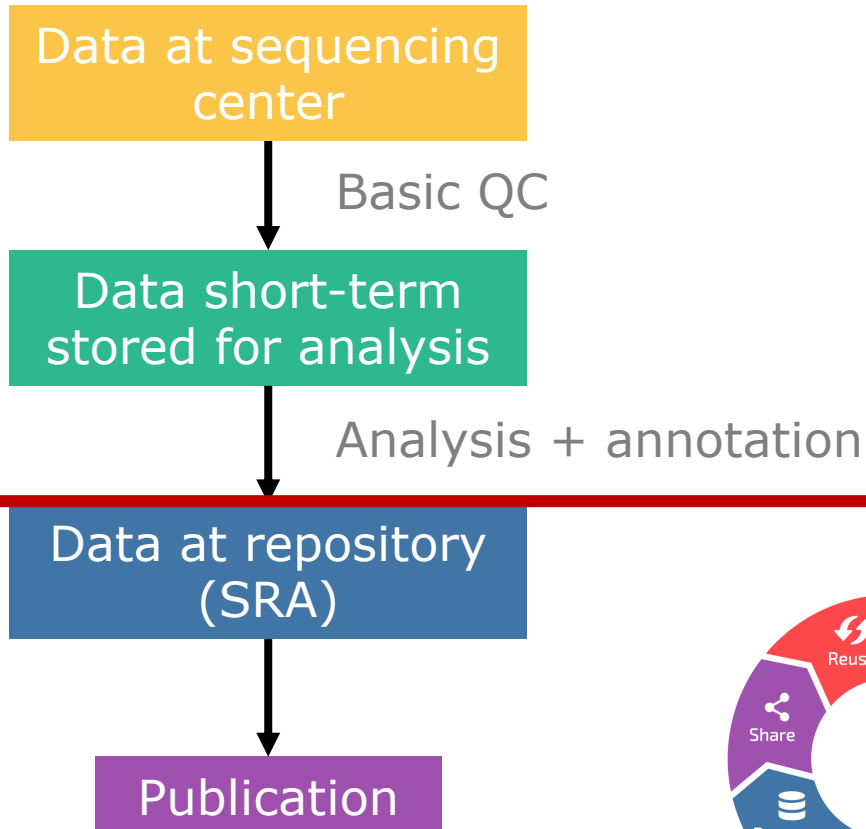 Data at sequencing
center
Basic QC
Data short-term
stored for analysis
Analysis + annotation
Data at repository
(SRA)
Share
Publication